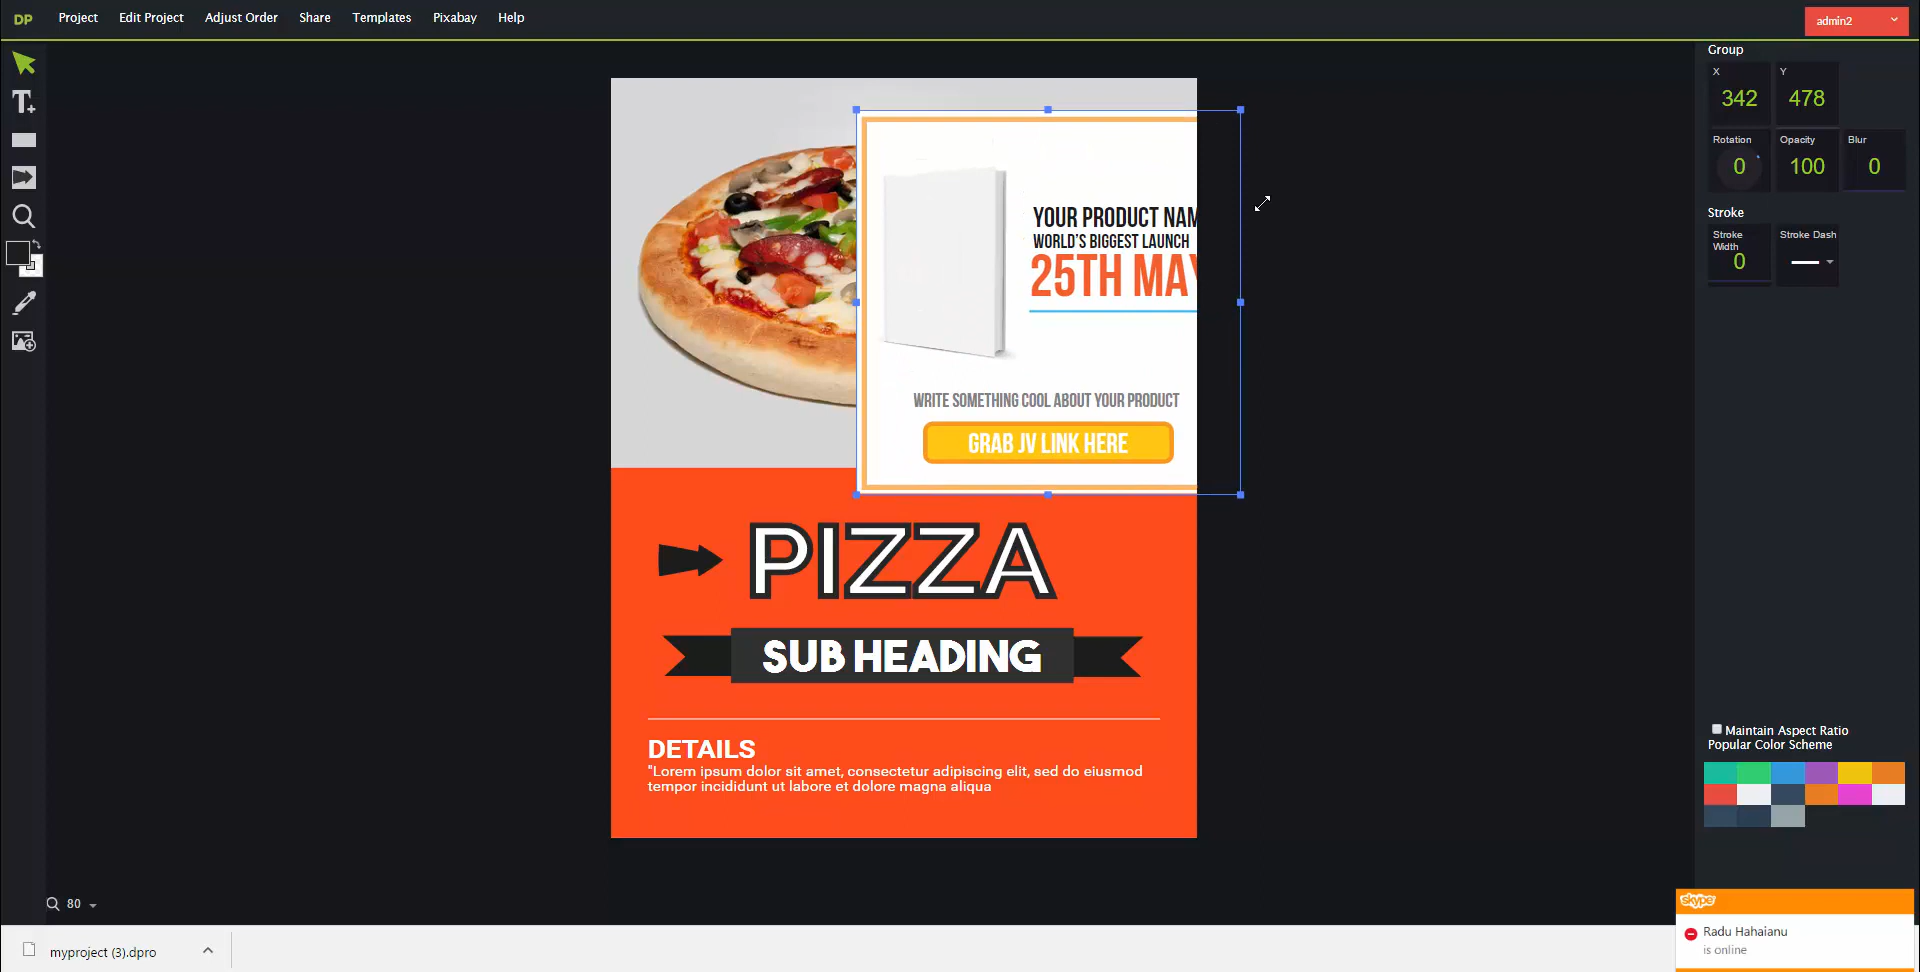 DP Project Edit Project Adjust Order Share Templates Pixabay Help admin2
Group
X Y
342 478
Rotation Opacity Blur
0 100 0
Stroke
Stroke Width Stroke Dash
0
YOUR PRODUCT NAM
WORLD'S BIGGEST LAUNCH
25TH MAY
WRITE SOMETHING COOL ABOUT YOUR PRODUCT
GRAB JV LINK HERE
PIZZA
SUB HEADING
DETAILS
"Lorem ipsum dolor sit amet, consectetur adipiscing elit, sed do eiusmod
tempor incididunt ut labore et dolore magna aliqua
Maintain Aspect Ratio
Popular Color Scheme
80
myproject (3).dpro
skype
Radu Hahaianu
is online